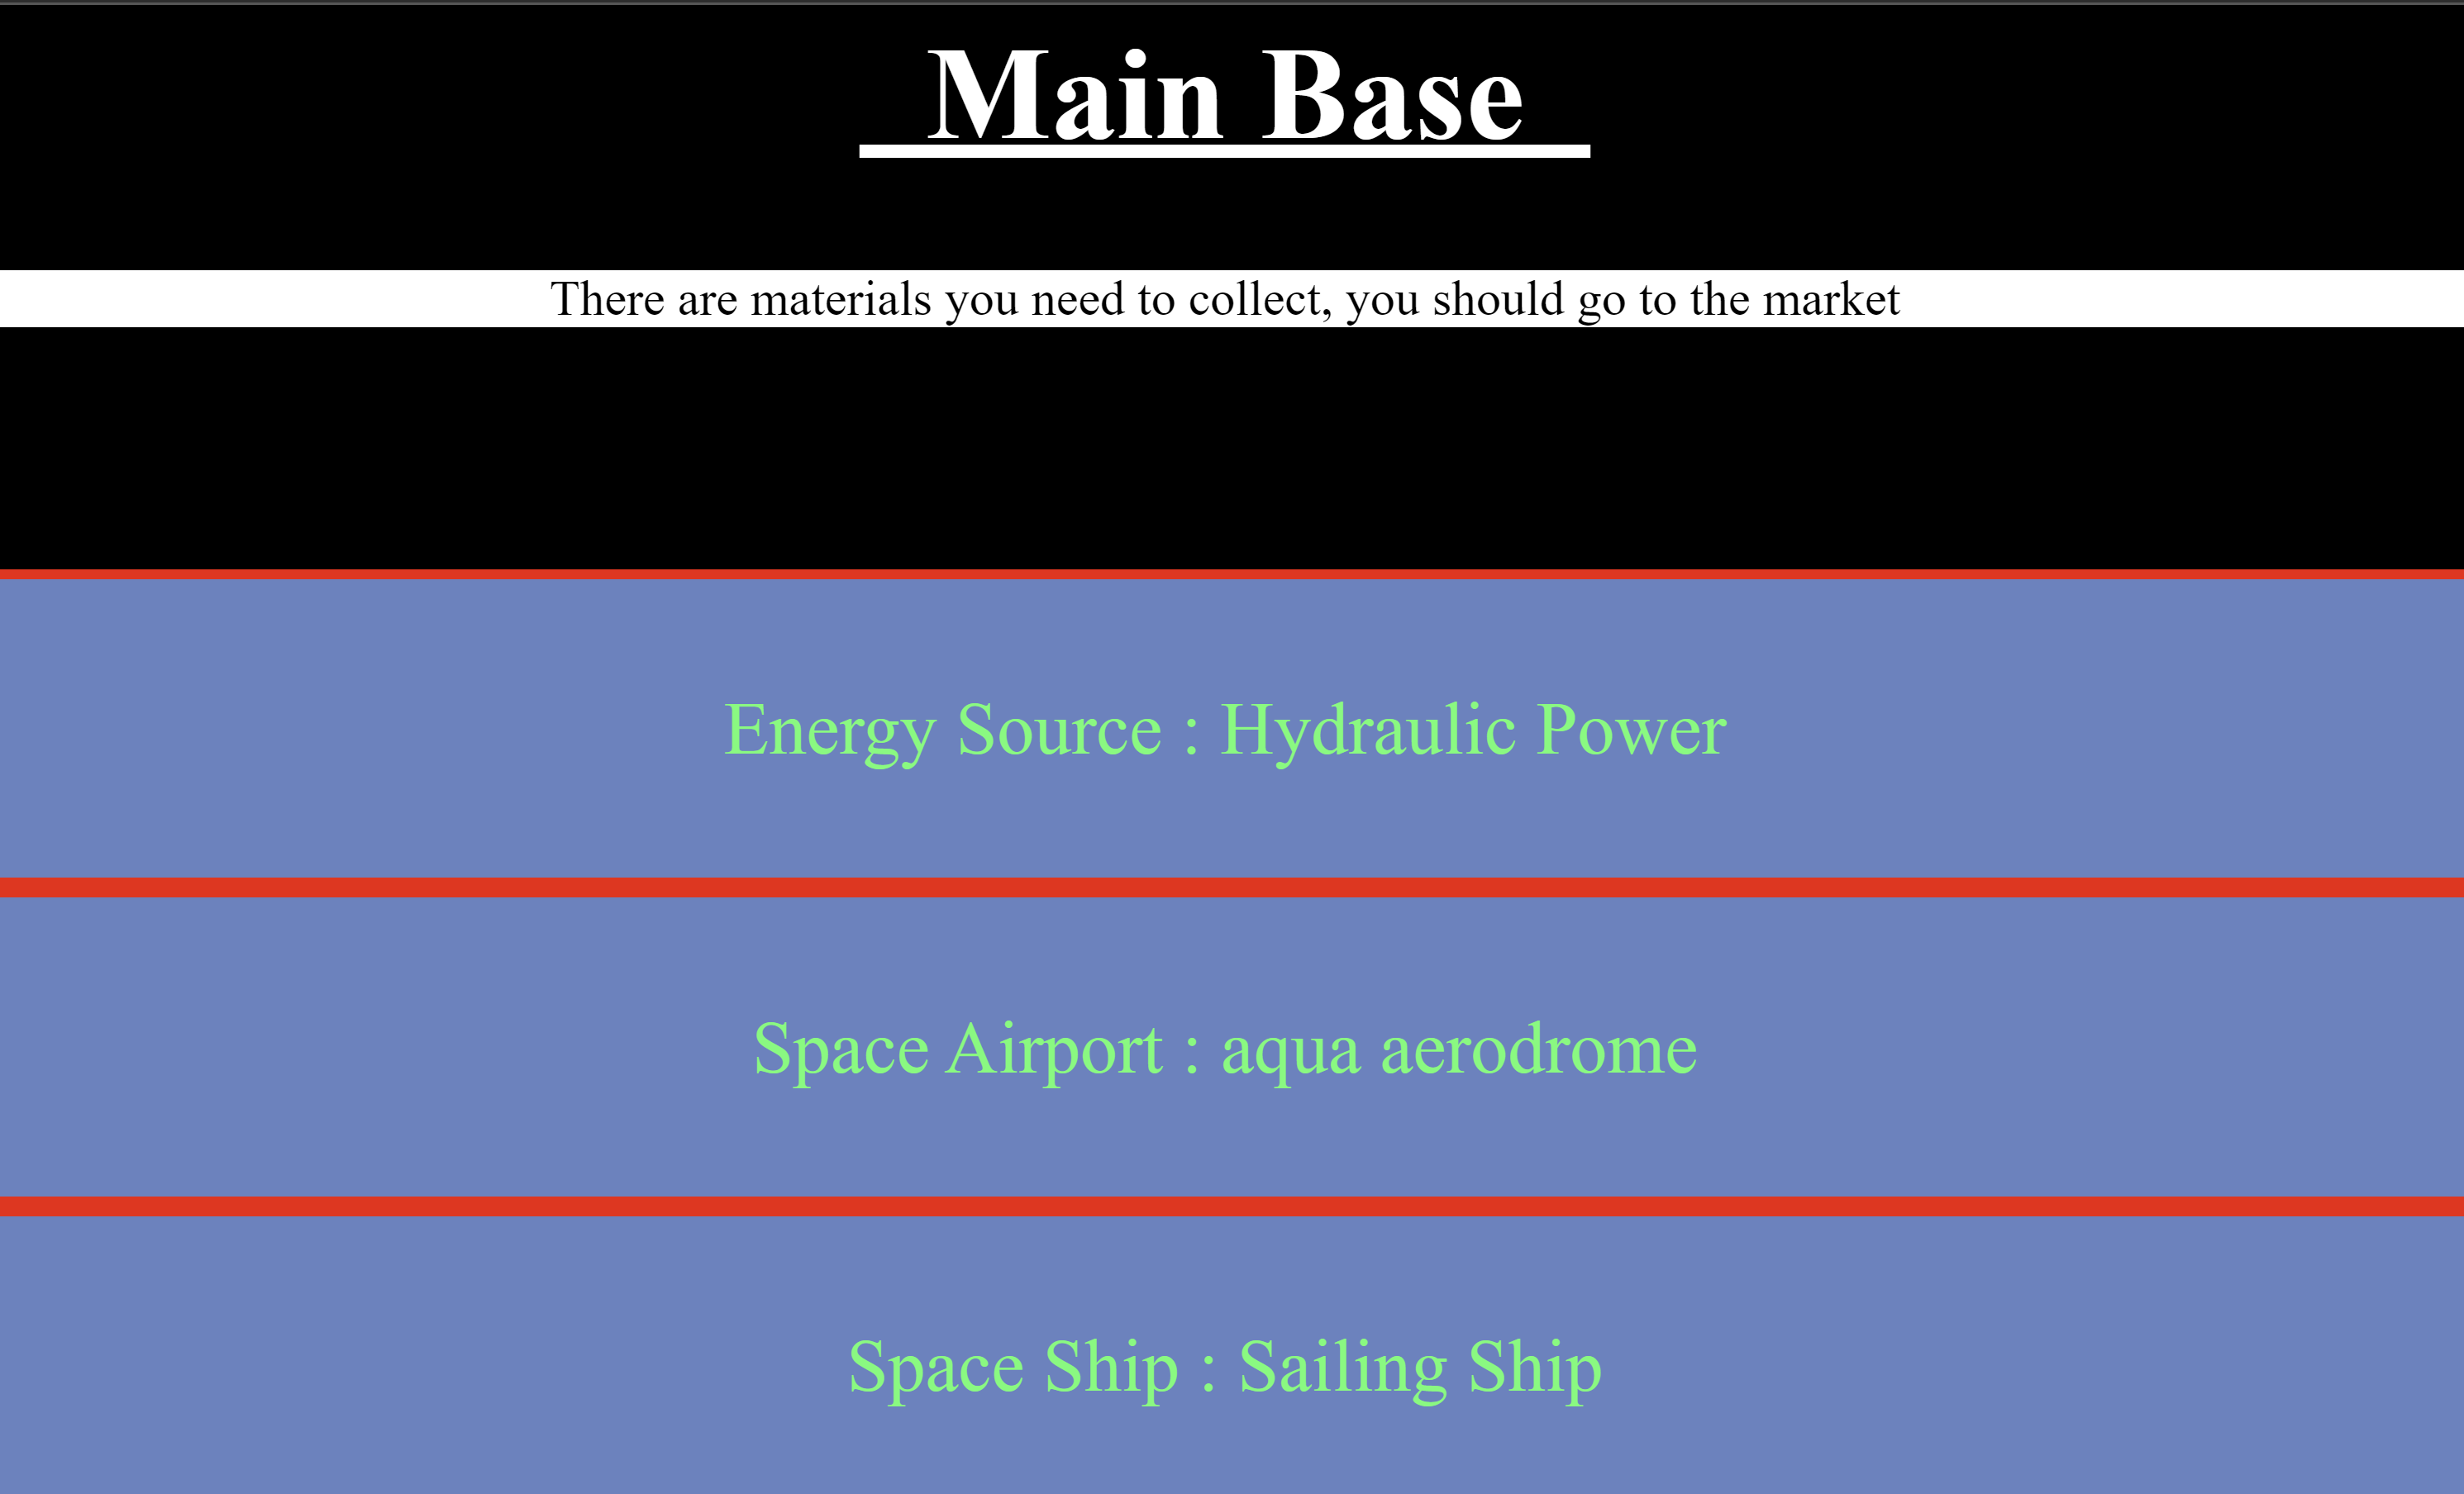 Main Base
There are materials you need to collect, you should go to the market
Energy Source : Hydraulic Power
Space Airport : aqua aerodrome
Space Ship : Sailing Ship